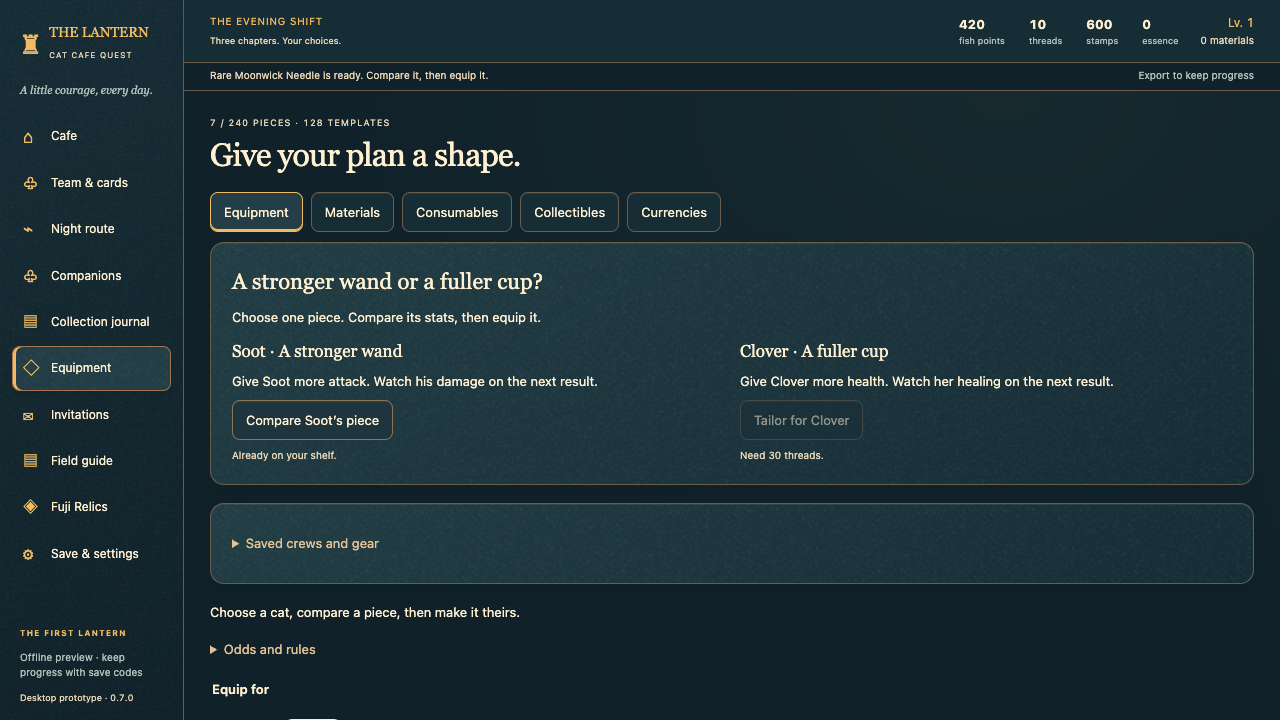 THE LANTERN
CAT CAFE QUEST
A little courage, every day.
Cafe
Team & cards
Night route
Companions
Collection journal
Equipment
Invitations
Field guide
Fuji Relics
Save & settings
THE FIRST LANTERN
Offline preview · keep
progress with save codes
Desktop prototype · 0.7.0
THE EVENING SHIFT
Three chapters. Your choices.
420
fish points
10
threads
600
stamps
0
essence
Lv. 1
0 materials
Rare Moonwick Needle is ready. Compare it, then equip it.
Export to keep progress
7 / 240 PIECES · 128 TEMPLATES
Give your plan a shape.
Equipment
Materials
Consumables
Collectibles
Currencies
A stronger wand or a fuller cup?
Choose one piece. Compare its stats, then equip it.
Soot · A stronger wand
Give Soot more attack. Watch his damage on the next result.
Compare Soot's piece
Already on your shelf.
Clover · A fuller cup
Give Clover more health. Watch her healing on the next result.
Tailor for Clover
Need 30 threads.
Saved crews and gear
Choose a cat, compare a piece, then make it theirs.
Odds and rules
Equip for